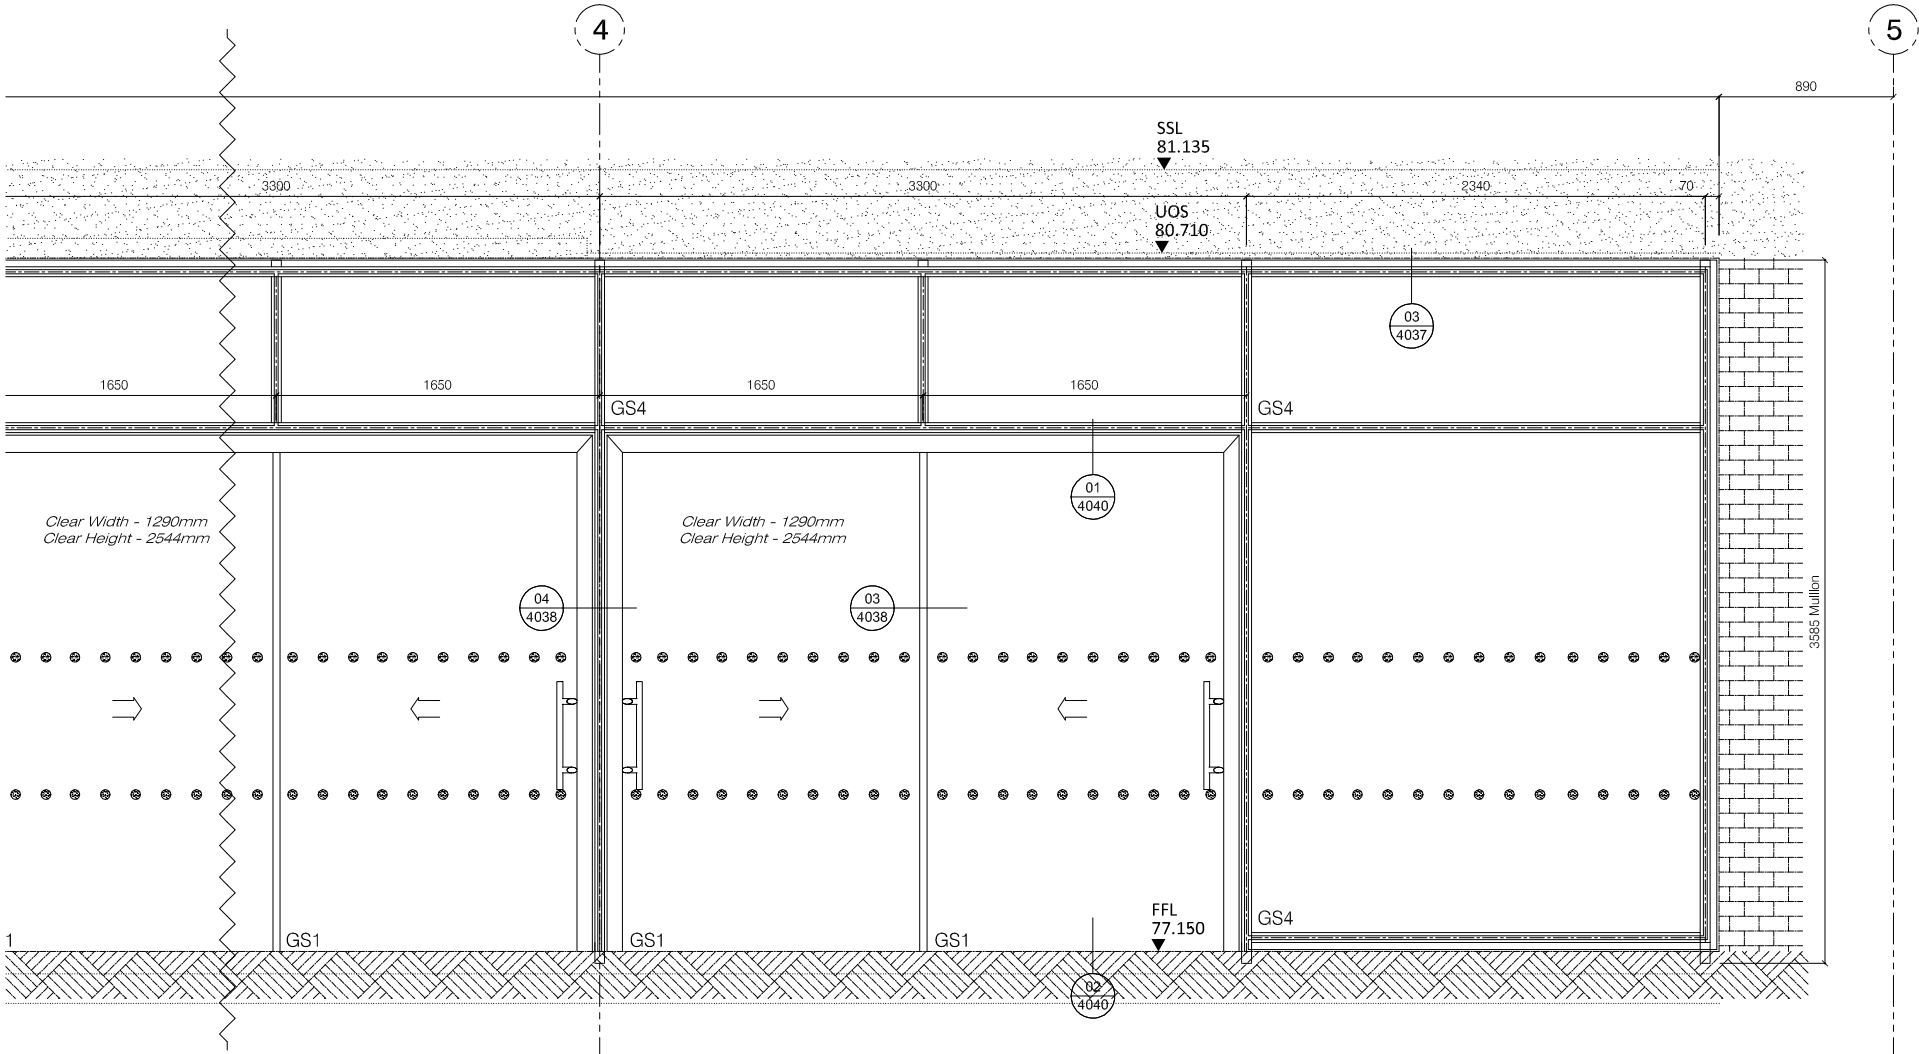 4
5
890
SSL
81.135
3300
3300
2340
70
UOS
80.710
03
4037
1650
1650
1650
1650
GS4
GS4
01
4040
Clear Width - 1290mm
Clear Height - 2544mm
Clear Width - 1290mm
Clear Height - 2544mm
04
4038
03
4038
3585 Mulllon
FFL
77.150
GS4
1
GS1
GS1
GS1
02
4040